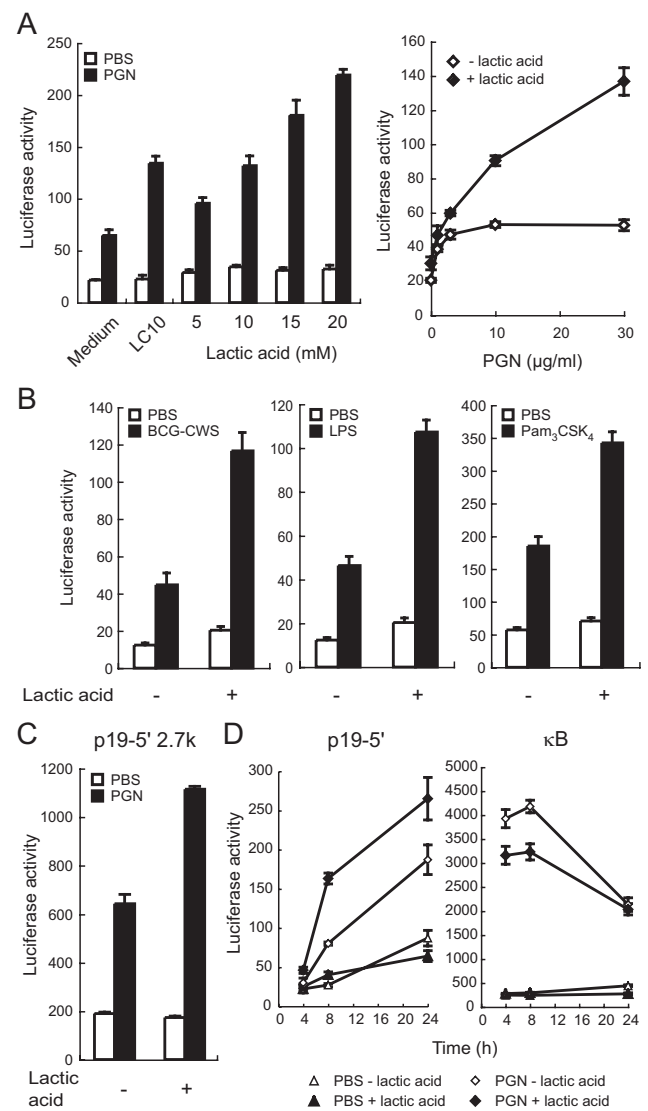 A
Luciferase activity
250
200
150
100
50
0
PBS
PGN
Medium
LC10
5
10
15
20
Lactic acid (mM)
Luciferase activity
160
140
120
100
80
60
40
20
0
- lactic acid
+ lactic acid
0
10
20
30
PGN (µg/ml)
B
Luciferase activity
140
120
100
80
60
40
20
0
PBS
BCG-CWS
120
100
80
60
40
20
0
PBS
LPS
400
350
300
250
200
150
100
50
0
PBS
Pam3CSK4
Lactic acid - + - + - +
C
p19-5' 2.7k
Luciferase activity
1200
1000
800
600
400
200
0
PBS
PGN
Lactic
acid
- +
D
p19-5'
Luciferase activity
300
250
200
150
100
50
0
0 4 8 12 16 20 24
κB
5000
4500
4000
3500
3000
2500
2000
1500
1000
500
0
0 4 8 12 16 20 24
Time (h)
PBS - lactic acid
PGN - lactic acid
PBS + lactic acid
PGN + lactic acid